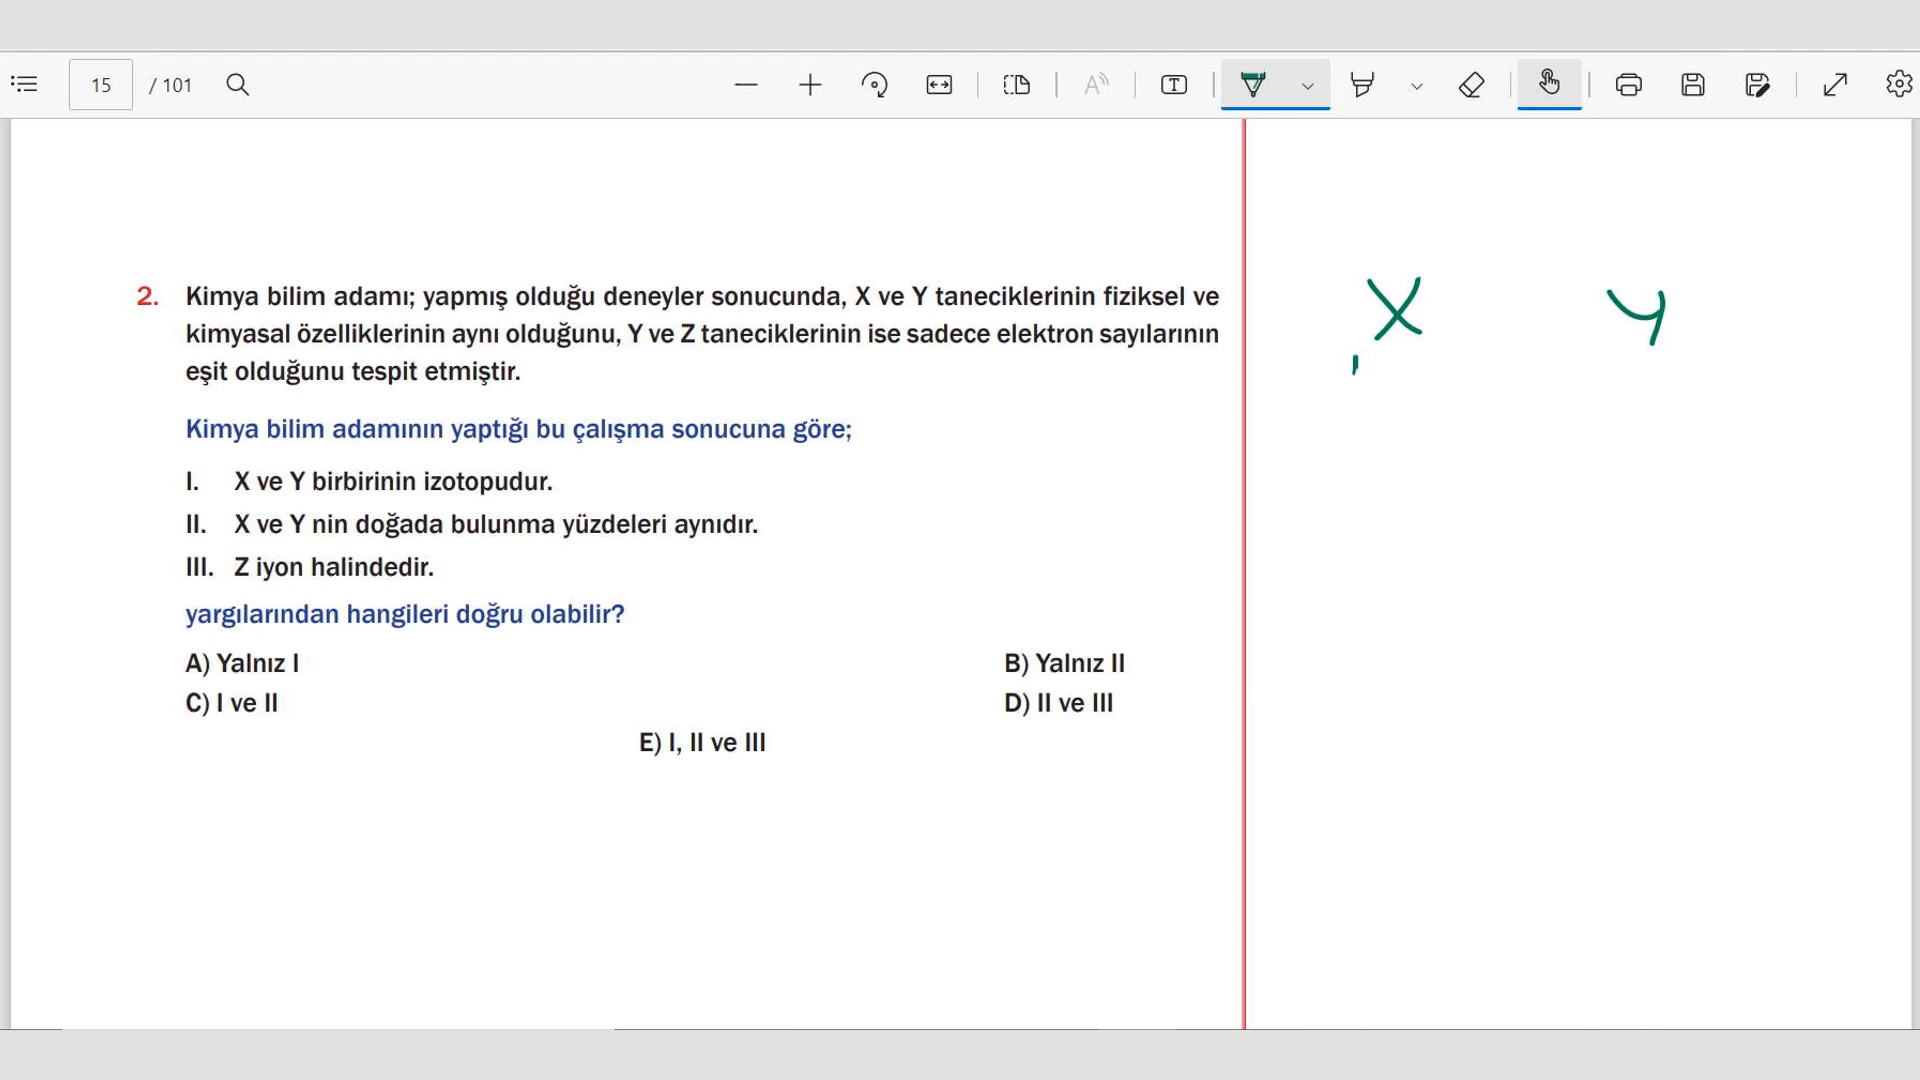 15 / 101
2. Kimya bilim adamı; yapmış olduğu deneyler sonucunda, X ve Y taneciklerinin fiziksel ve
kimyasal özelliklerinin aynı olduğunu, Y ve Z taneciklerinin ise sadece elektron sayılarının
eşit olduğunu tespit etmiştir.
Kimya bilim adamının yaptığı bu çalışma sonucuna göre;
I. X ve Y birbirinin izotopudur.
II. X ve Y nin doğada bulunma yüzdeleri aynıdır.
III. Z iyon halindedir.
yargılarından hangileri doğru olabilir?
A) Yalnız I B) Yalnız II
C) I ve II D) II ve III
E) I, II ve III
X Y